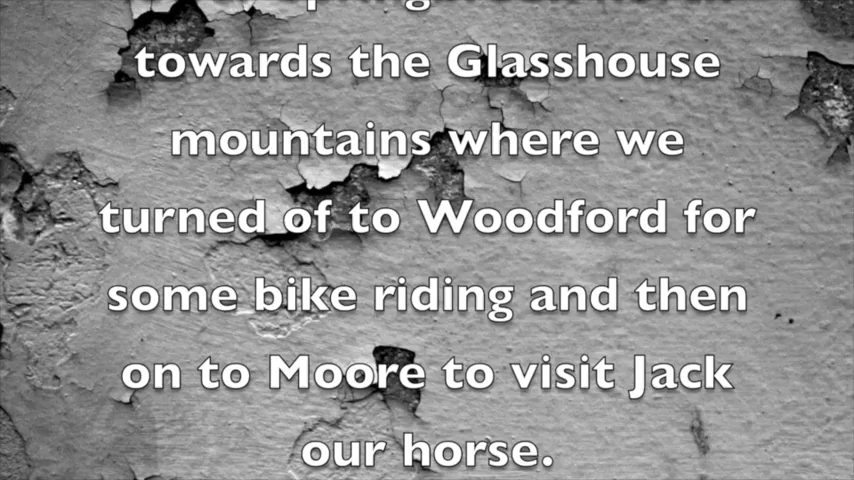 towards the Glasshouse
mountains where we
turned of to Woodford for
some bike riding and then
on to Moore to visit Jack
our horse.